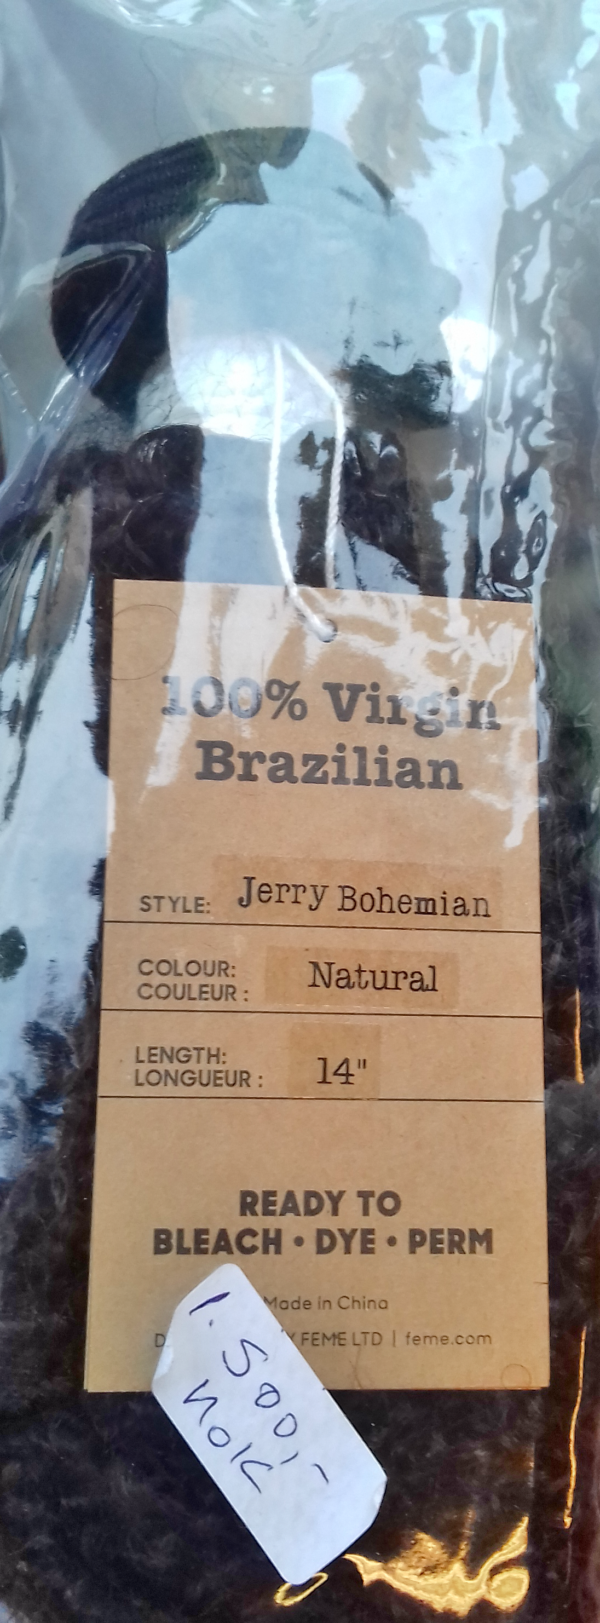 100% Virgin
Brazilian
STYLE: Jerry Bohemian
COLOUR:
COULEUR : Natural
LENGTH:
LONGUEUR : 14"
READY TO
BLEACH • DYE • PERM
Made in China
FEME LTD | feme.com
1.500,-
NOK